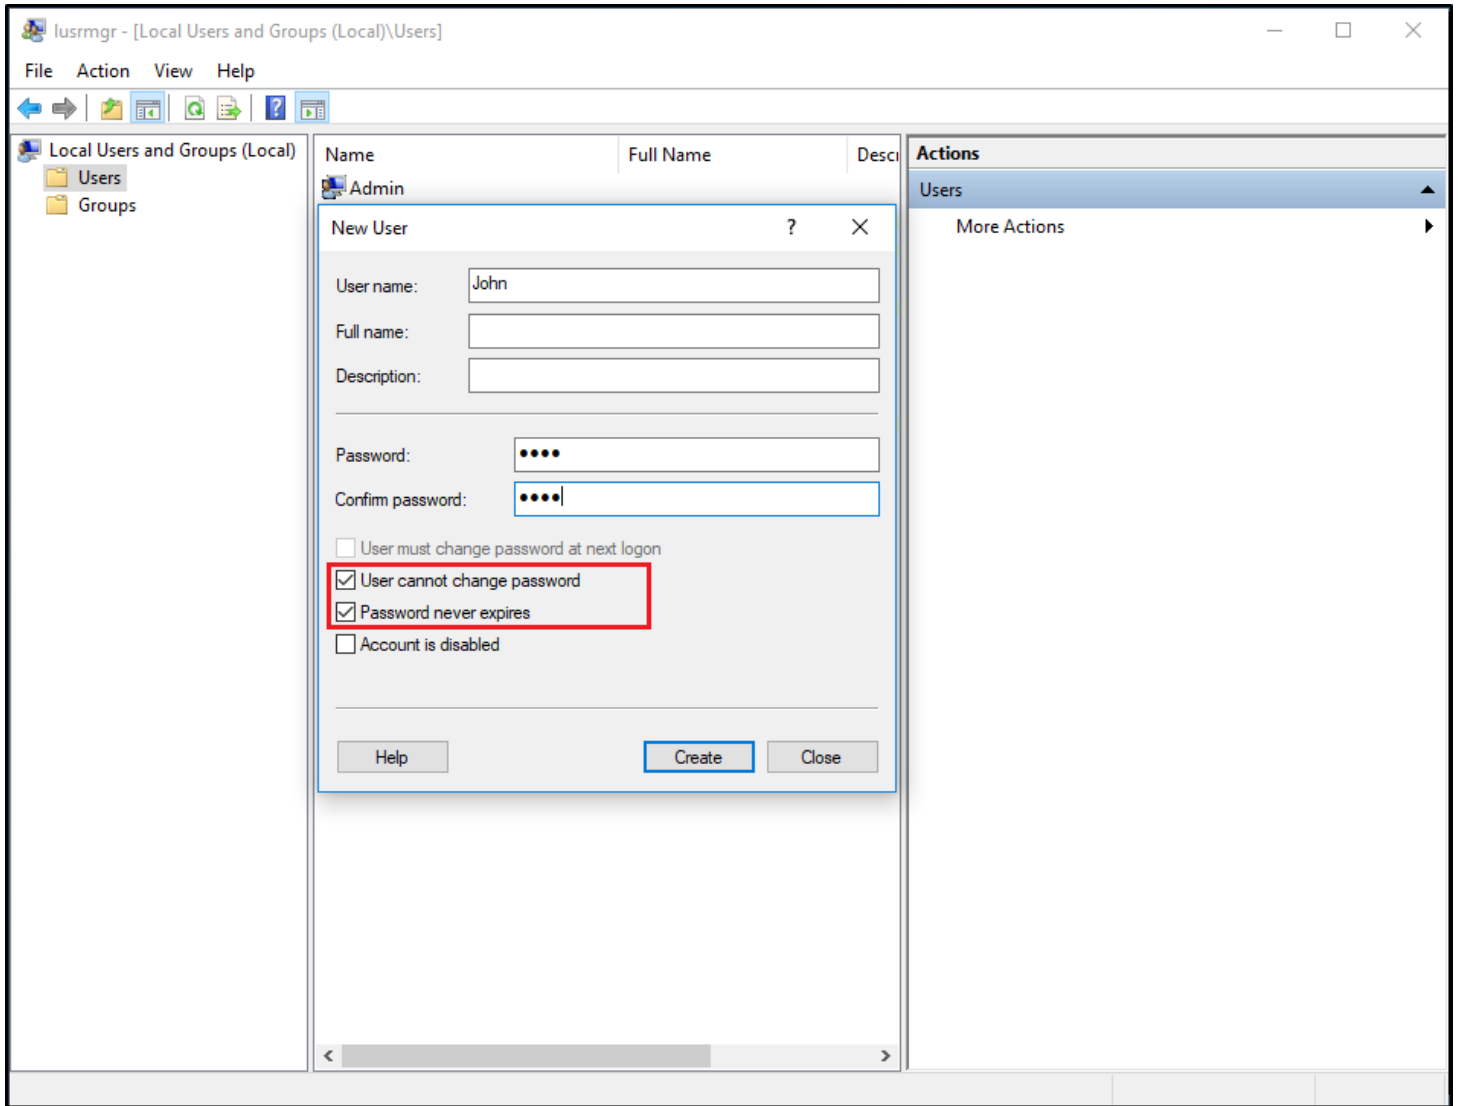 lusrmgr - [Local Users and Groups (Local)\Users]
File Action View Help
Local Users and Groups (Local)
Users
Groups
Name Full Name Descr
Admin
Actions
Users
More Actions
New User ?
User name: John
Full name:
Description:
Password: ••••
Confirm password: ••••
User must change password at next logon
User cannot change password
Password never expires
Account is disabled
Help Create Close